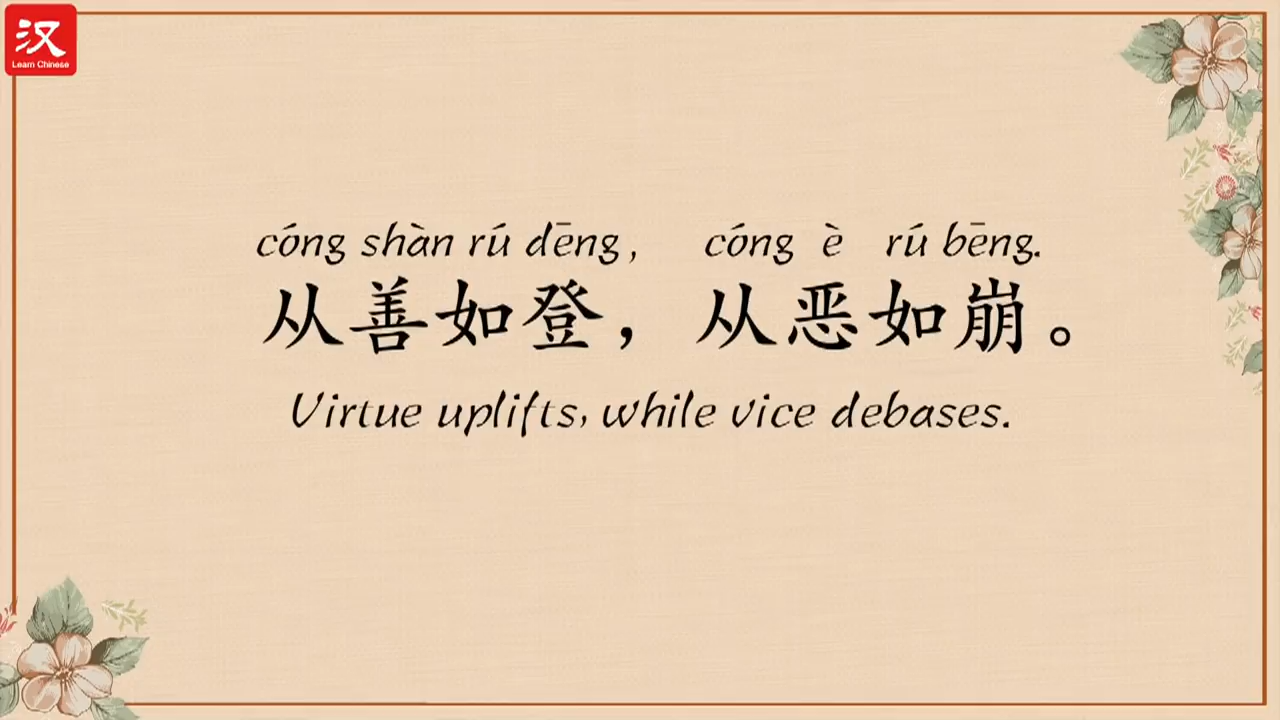 汉
Learn Chinese
cóng shàn rú dēng, cóng è rú bēng.
从善如登，从恶如崩。
Virtue uplifts, while vice debases.